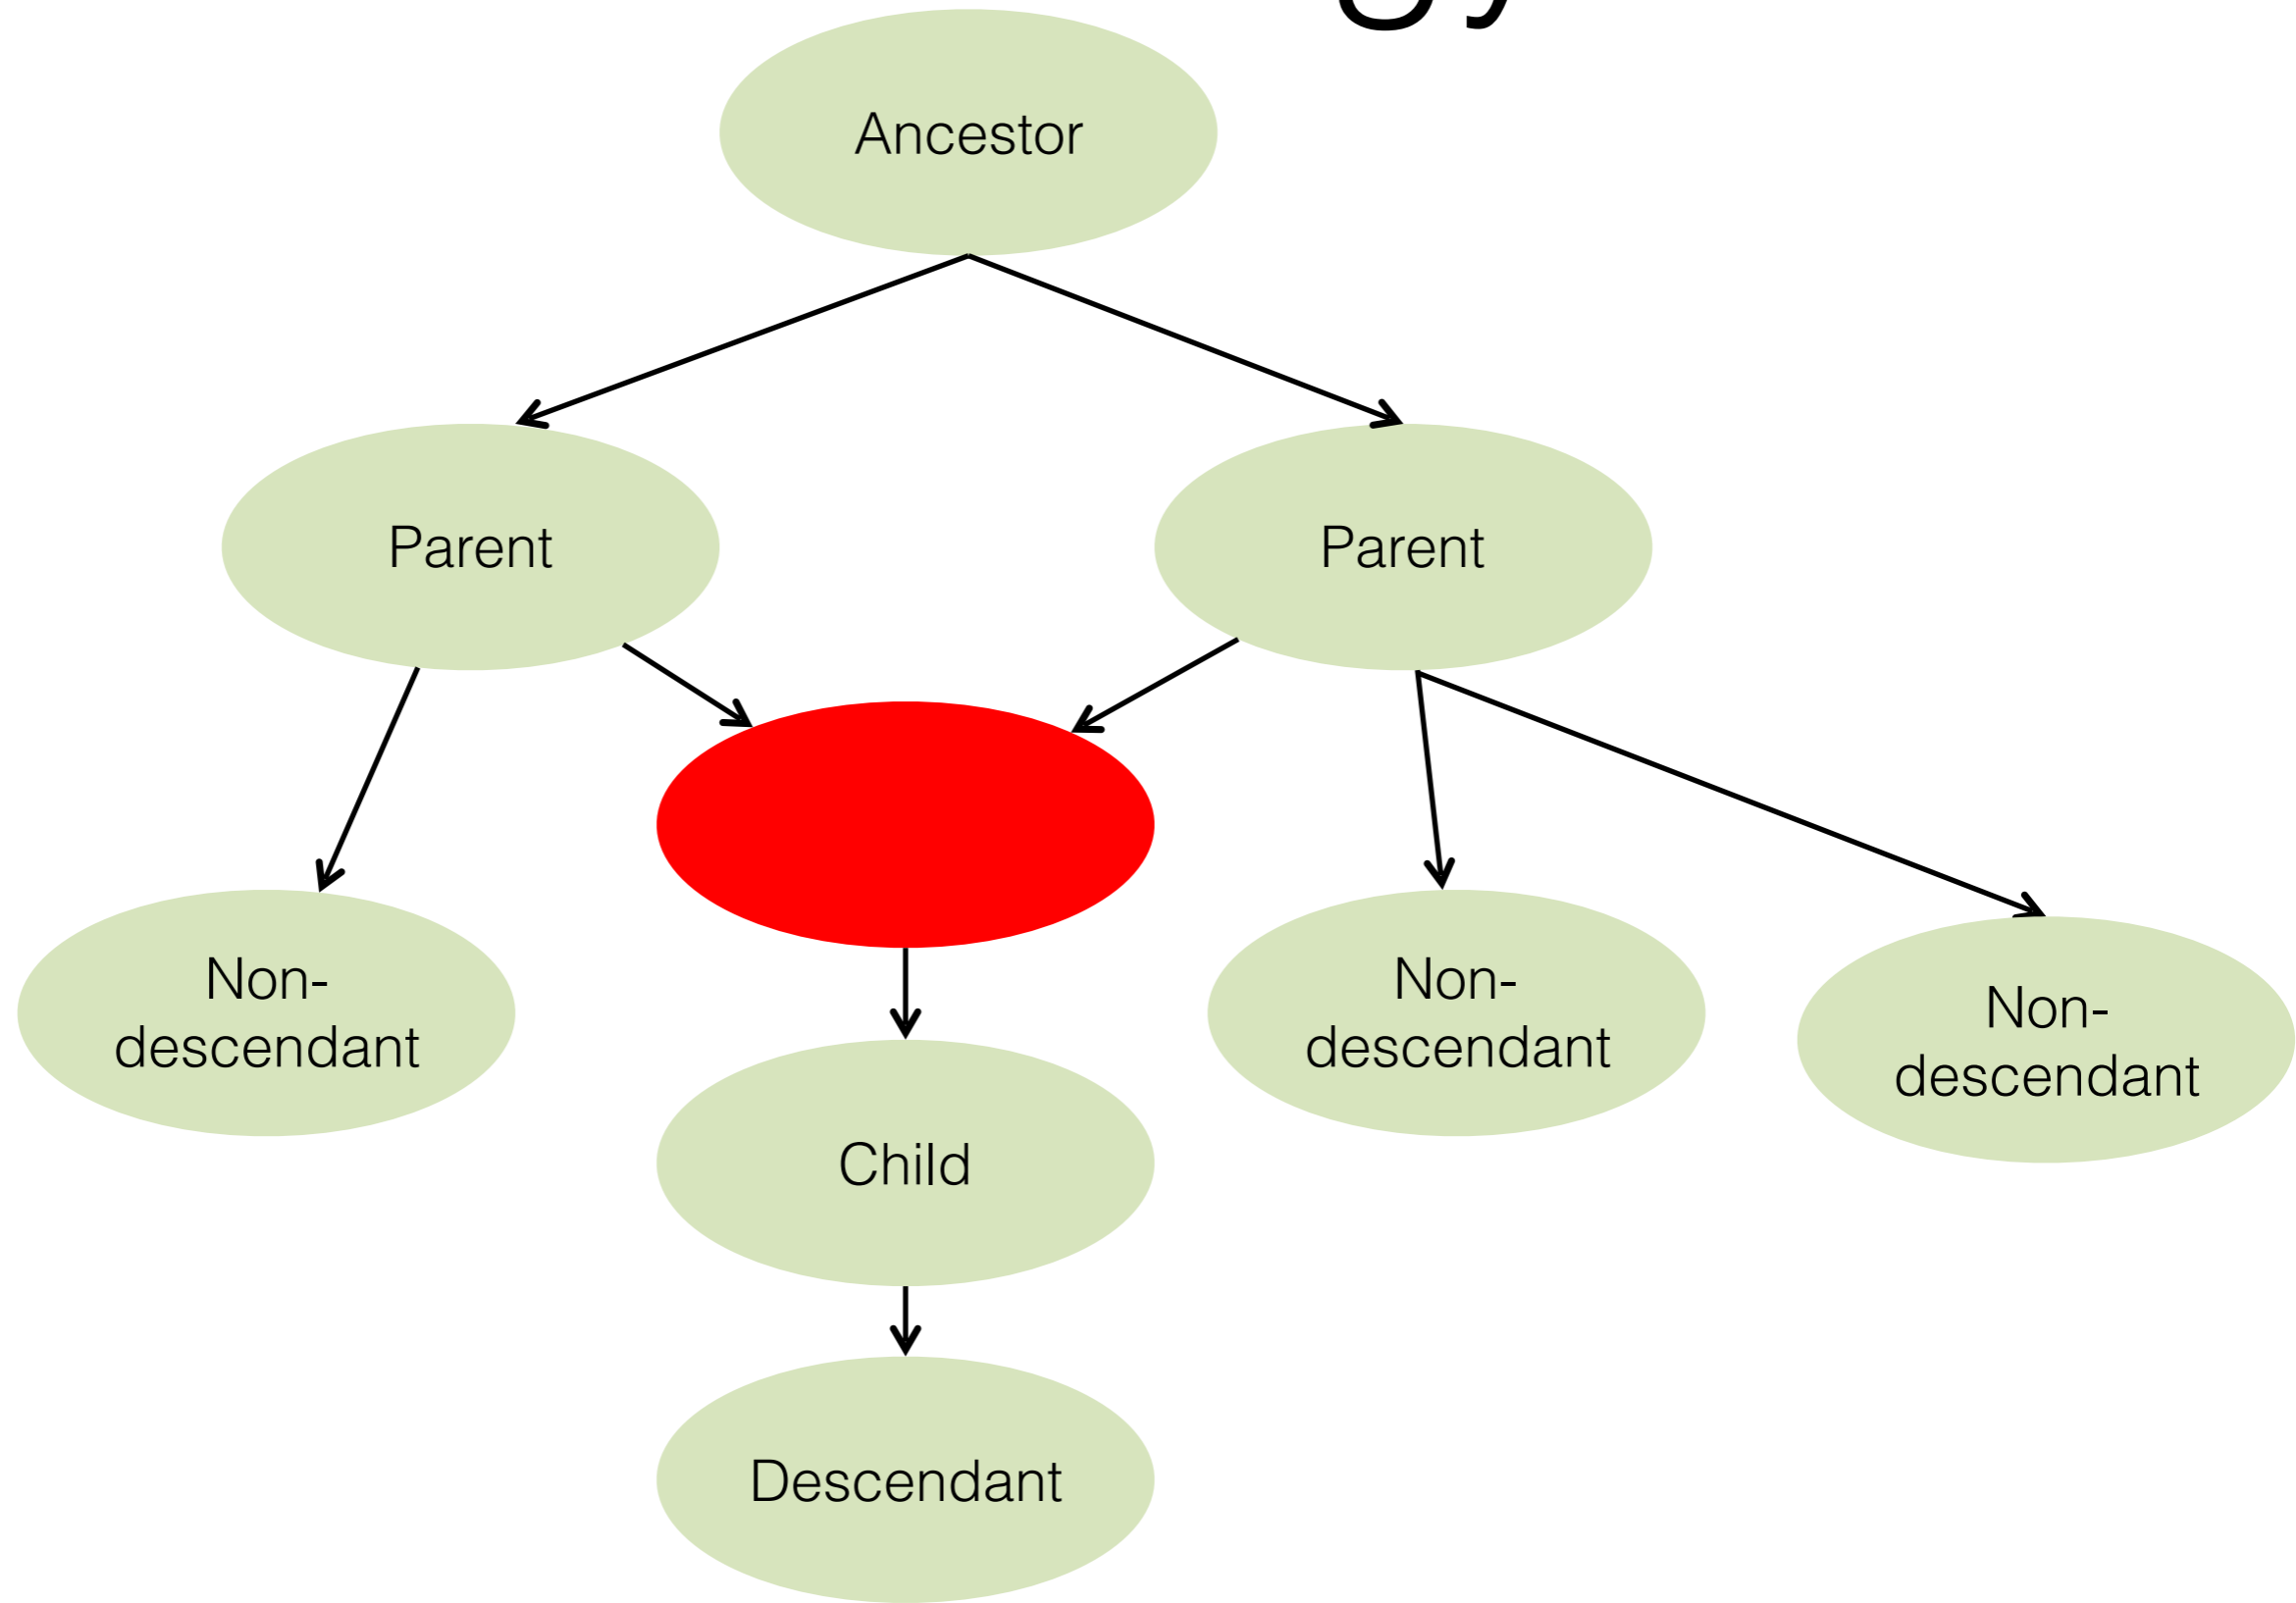 Ancestor
Parent
Parent
Non-
descendant
Non-
descendant
Non-
descendant
Child
Descendant